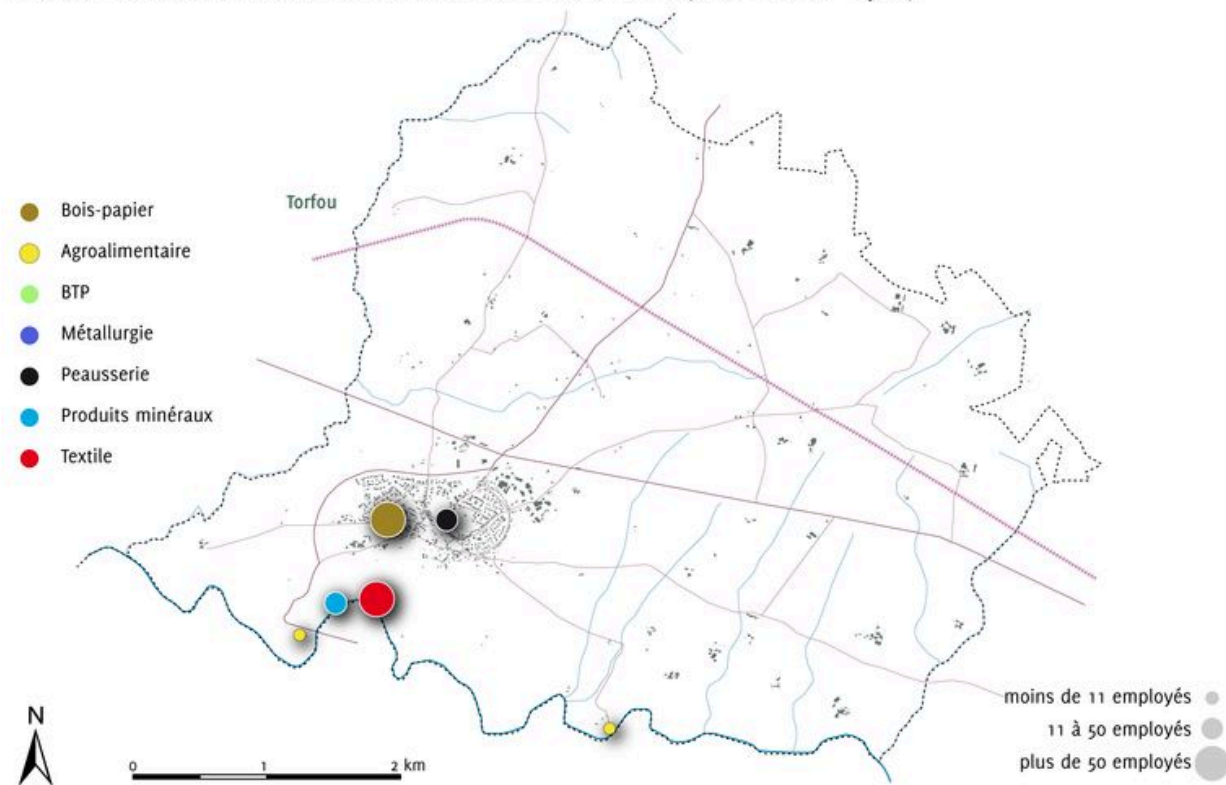 Torfou
Bois-papier
Agroalimentaire
BTP
Métallurgie
Peausserie
Produits minéraux
Textile
moins de 11 employés
11 à 50 employés
plus de 50 employés
N
0 1 2 km